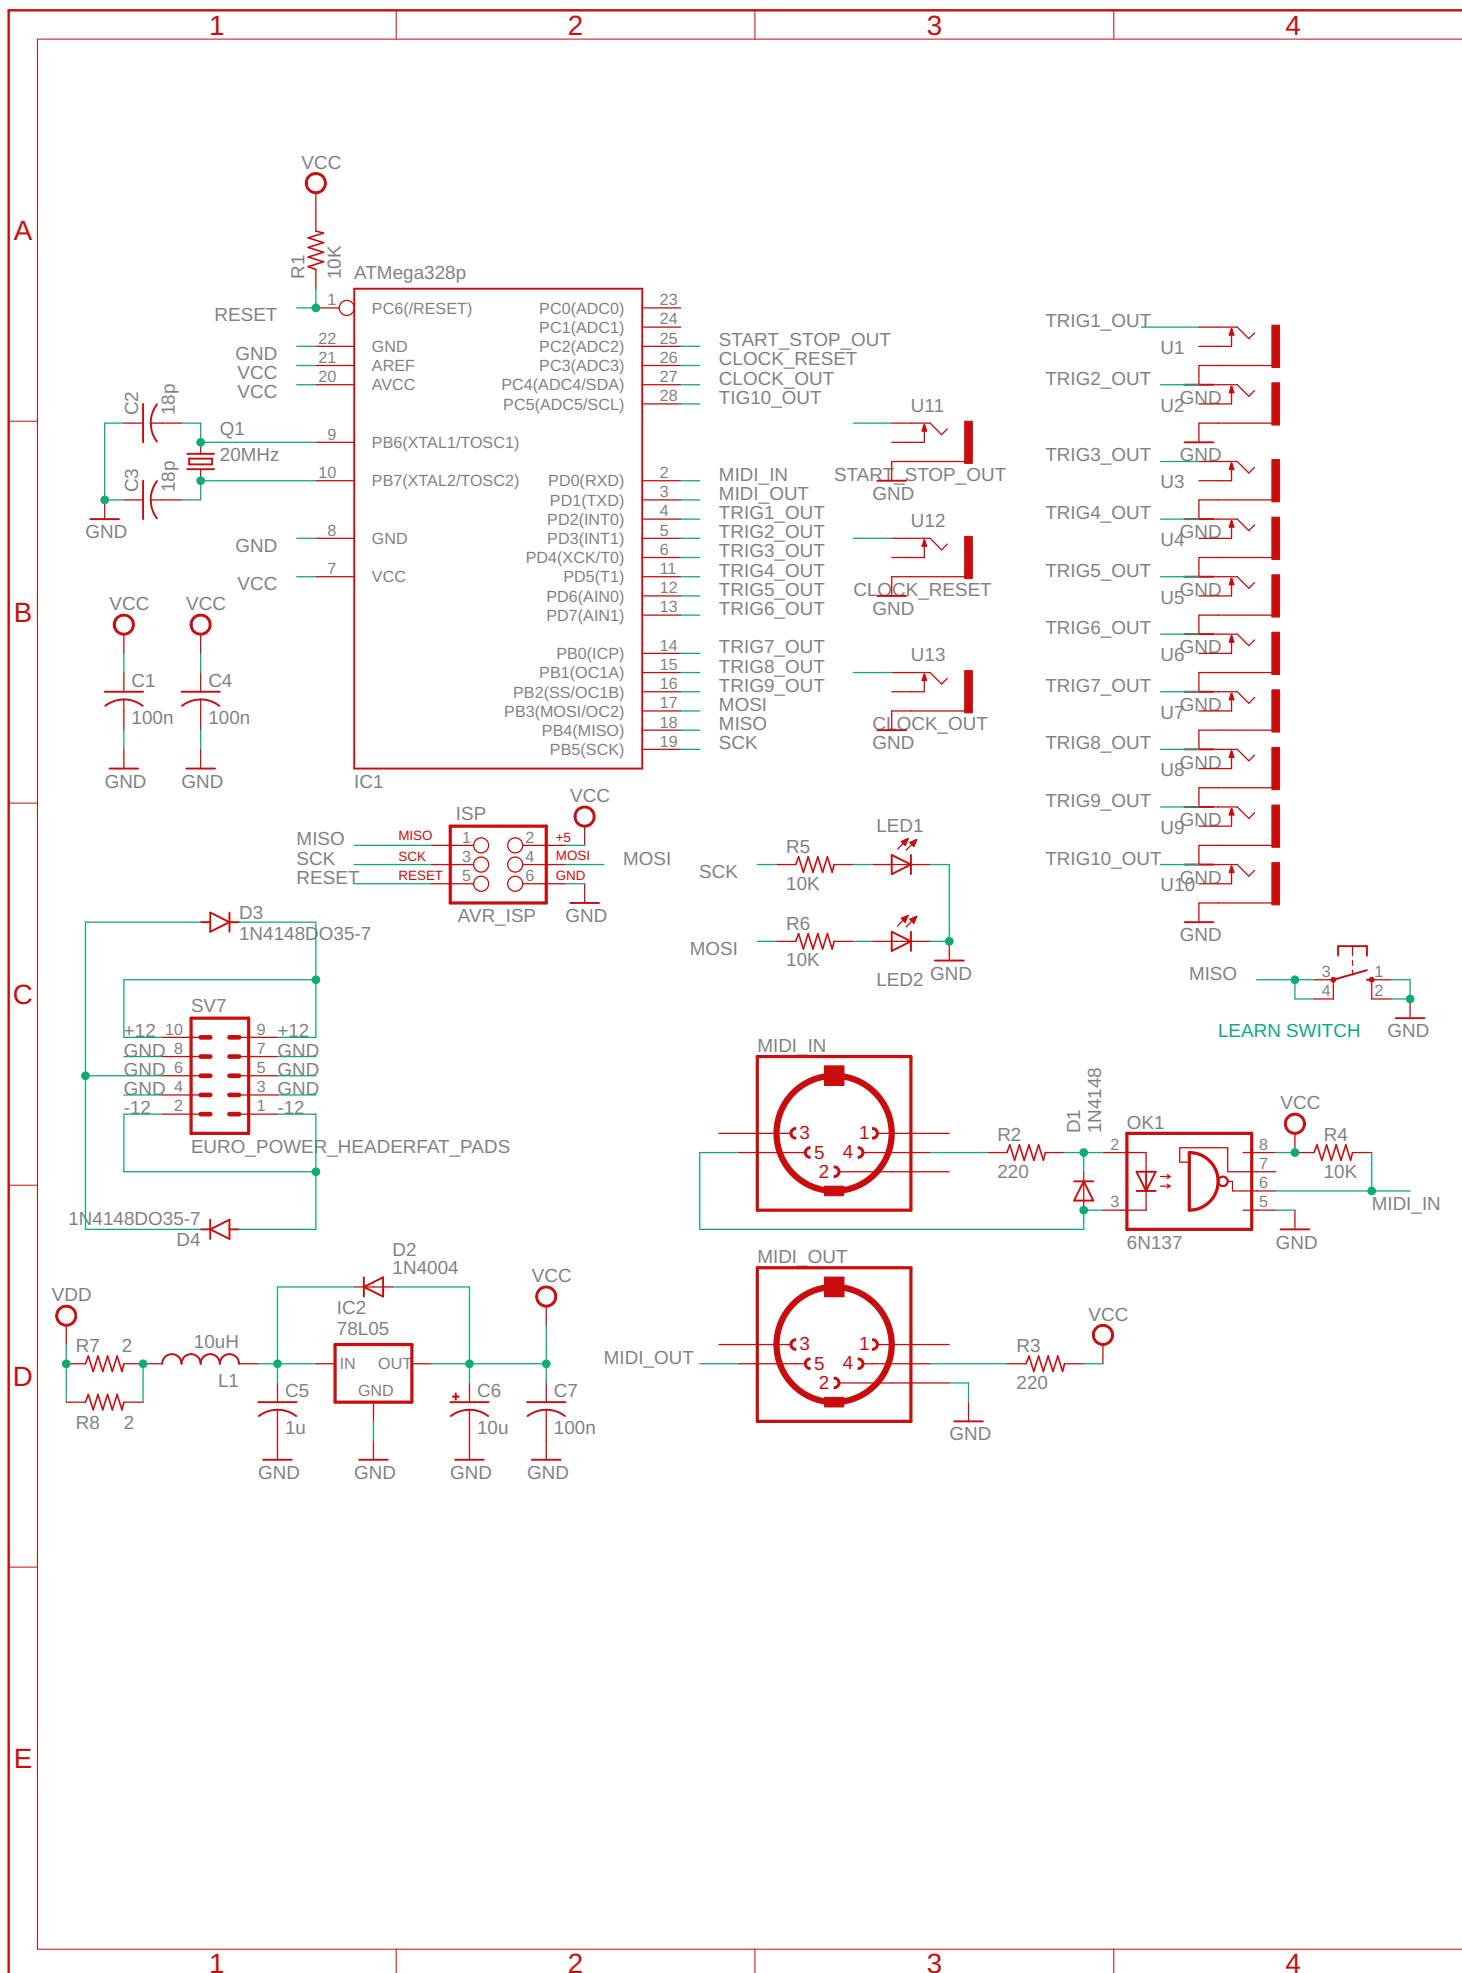 1 2 3 4
A
B
C
D
E
VCC
R1
10K
ATMega328p
RESET
1 PC6(/RESET)
GND 22 GND
VCC 21 AREF
VCC 20 AVCC
C2
18p
Q1
20MHz
9 PB6(XTAL1/TOSC1)
C3
18p
10 PB7(XTAL2/TOSC2)
GND
GND 8 GND
VCC 7 VCC
PC0(ADC0) 23
PC1(ADC1) 24
PC2(ADC2) 25 START_STOP_OUT
PC3(ADC3) 26 CLOCK_RESET
PC4(ADC4/SDA) 27 CLOCK_OUT
PC5(ADC5/SCL) 28 TIG10_OUT
PD0(RXD) 2 MIDI_IN
PD1(TXD) 3 MIDI_OUT
PD2(INT0) 4 TRIG1_OUT
PD3(INT1) 5 TRIG2_OUT
PD4(XCK/T0) 6 TRIG3_OUT
PD5(T1) 11 TRIG4_OUT
PD6(AIN0) 12 TRIG5_OUT
PD7(AIN1) 13 TRIG6_OUT
PB0(ICP) 14 TRIG7_OUT
PB1(OC1A) 15 TRIG8_OUT
PB2(SS/OC1B) 16 TRIG9_OUT
PB3(MOSI/OC2) 17 MOSI
PB4(MISO) 18 MISO
PB5(SCK) 19 SCK
IC1
VCC VCC
C1 C4
100n 100n
GND GND
U11
START_STOP_OUT
GND
U12
CLOCK_RESET
GND
U13
CLOCK_OUT
GND
TRIG1_OUT
U1
GND
TRIG2_OUT
U2
GND
TRIG3_OUT
U3
GND
TRIG4_OUT
U4
GND
TRIG5_OUT
U5
GND
TRIG6_OUT
U6
GND
TRIG7_OUT
U7
GND
TRIG8_OUT
U8
GND
TRIG9_OUT
U9
GND
TRIG10_OUT
U10
GND
ISP
VCC
MISO MISO 1 2 +5
SCK SCK 3 4 MOSI MOSI
RESET RESET 5 6 GND
AVR_ISP GND
LED1
SCK R5
10K
MOSI R6
10K
LED2 GND
MISO 3 1
4 2
LEARN SWITCH GND
D3
1N4148DO35-7
SV7
+12 10 9 +12
GND 8 7 GND
GND 6 5 GND
GND 4 3 GND
-12 2 1 -12
EURO_POWER_HEADERFAT_PADS
1N4148DO35-7
D4
MIDI_IN
3 1
5 4
2
R2
220
D1
1N4148
OK1
2 8
7
6
3 5
6N137
VCC
R4
10K
MIDI_IN
GND
D2
1N4004
VDD
R7 2
R8 2
10uH
L1
IC2
78L05
IN OUT
GND
VCC
C5
1u
C6
10u
C7
100n
GND GND GND GND
MIDI_OUT
MIDI_OUT
3 1
5 4
2
R3
220
VCC
GND
1 2 3 4